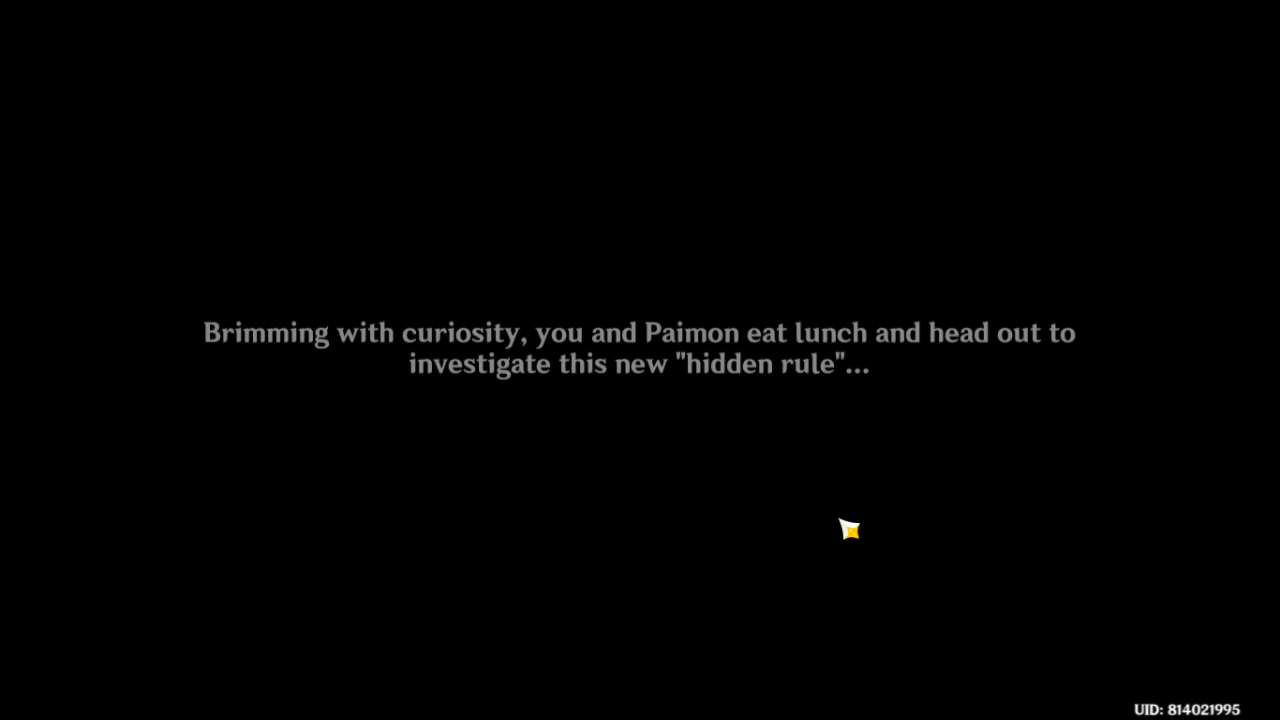 Brimming with curiosity, you and Paimon eat lunch and head out to
investigate this new "hidden rule"...
UID: 814021995